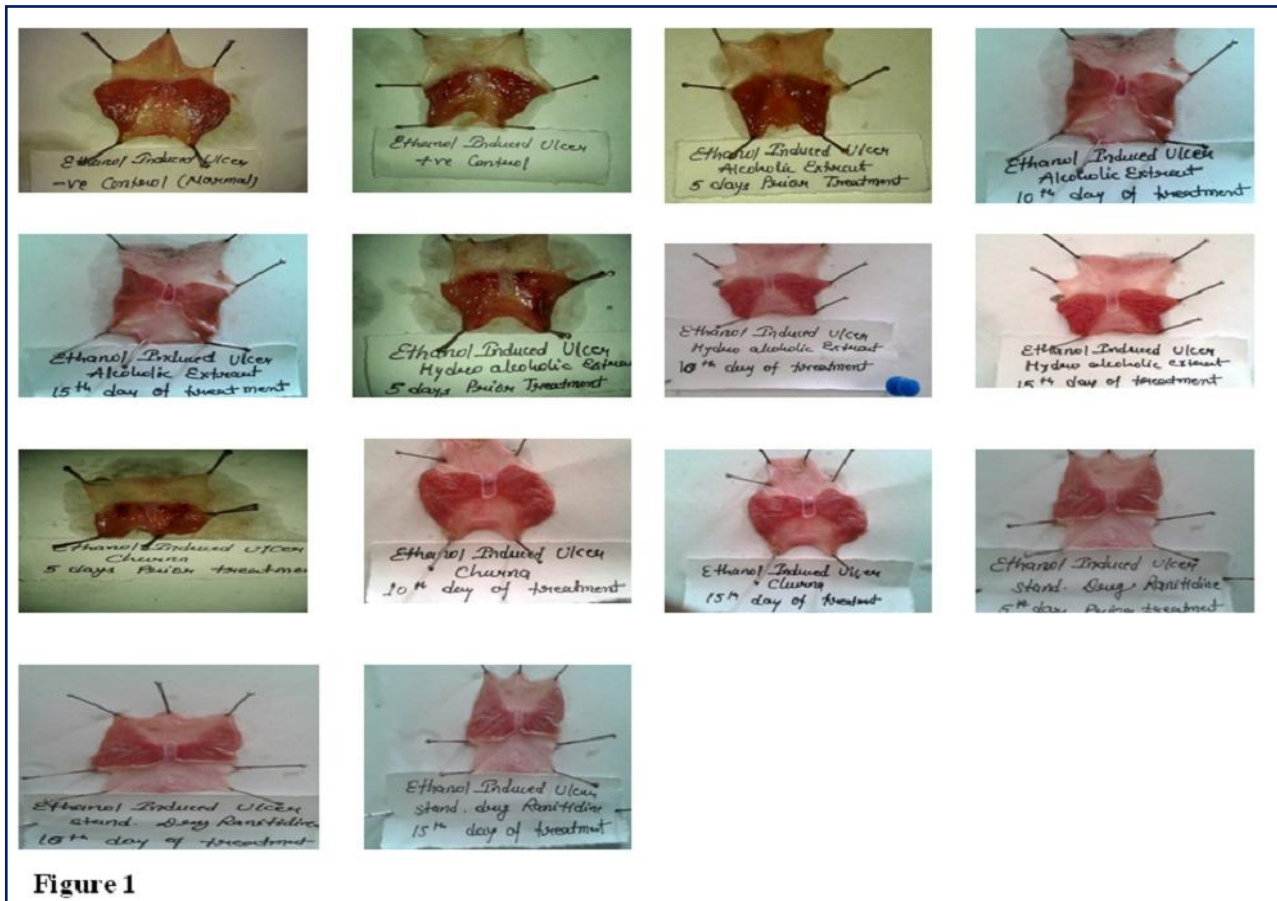 Ethanol Induced Ulcer
-ve Control (Normal)
Ethanol Induced Ulcer
+ve Control
Ethanol Induced Ulcer
Alcoholic Extract
5 days Prior Treatment
Ethanol Induced Ulcer
Alcoholic Extract
10th day of treatment
Ethanol Induced Ulcer
Alcoholic Extract
15th day of treatment
Ethanol Induced Ulcer
Hydro alcoholic Extract
5 days Prior Treatment
Ethanol Induced Ulcer
Hydro alcoholic Extract
10th day of treatment
Ethanol Induced Ulcer
Hydro alcoholic extract
15th day of treatment
Ethanol Induced Ulcer
Churna
5 days Prior treatmen
Ethanol Induced Ulcer
Churna
10th day of treatment
Ethanol Induced Ulcer
Churna
15th day of treatment
Ethanol Induced Ulcer
stand. Drug Ranitidine
5th day Prior treatment
Ethanol Induced Ulcer
stand. Drug Ranitidine
10th day of treatment
Ethanol Induced Ulcer
stand. drug Ranitidine
15th day of treatment
Figure 1